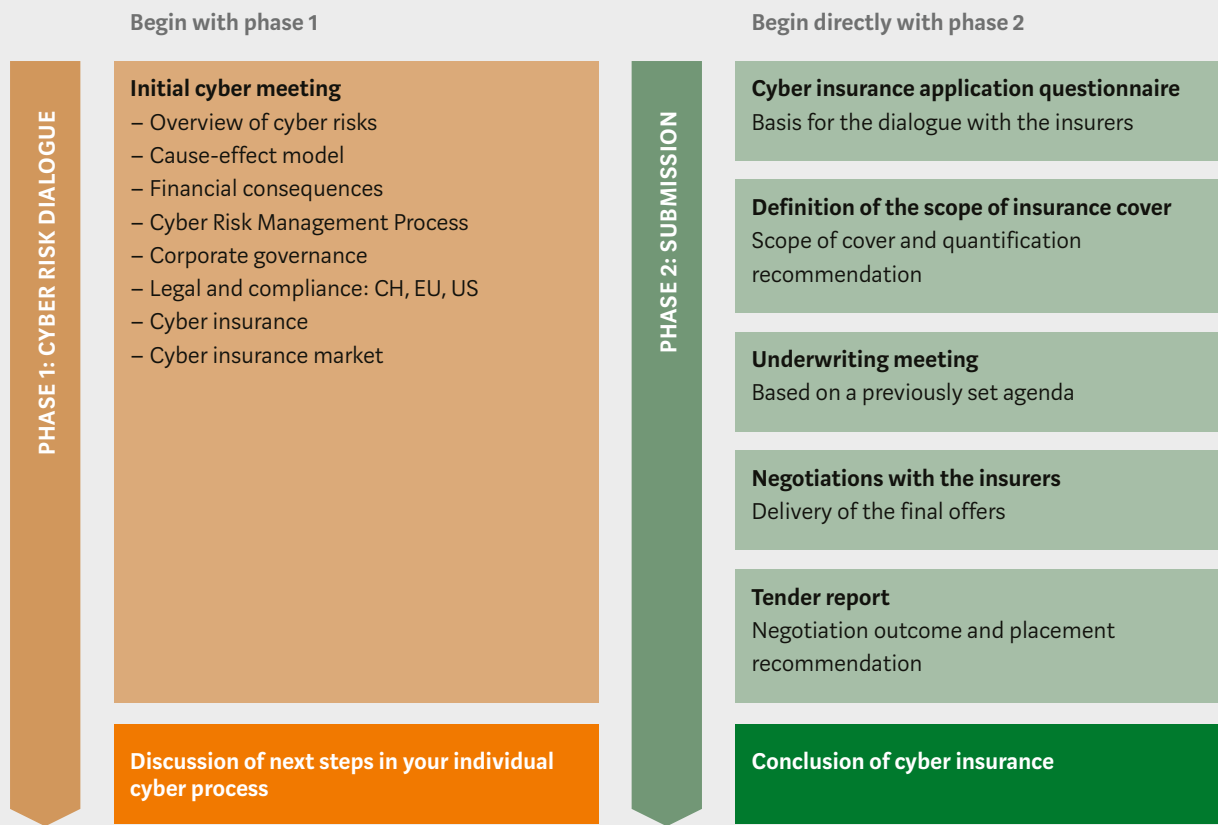 Begin with phase 1
PHASE 1: CYBER RISK DIALOGUE
Initial cyber meeting
– Overview of cyber risks
– Cause-effect model
– Financial consequences
– Cyber Risk Management Process
– Corporate governance
– Legal and compliance: CH, EU, US
– Cyber insurance
– Cyber insurance market
Discussion of next steps in your individual
cyber process
Begin directly with phase 2
PHASE 2: SUBMISSION
Cyber insurance application questionnaire
Basis for the dialogue with the insurers
Definition of the scope of insurance cover
Scope of cover and quantification
recommendation
Underwriting meeting
Based on a previously set agenda
Negotiations with the insurers
Delivery of the final offers
Tender report
Negotiation outcome and placement
recommendation
Conclusion of cyber insurance